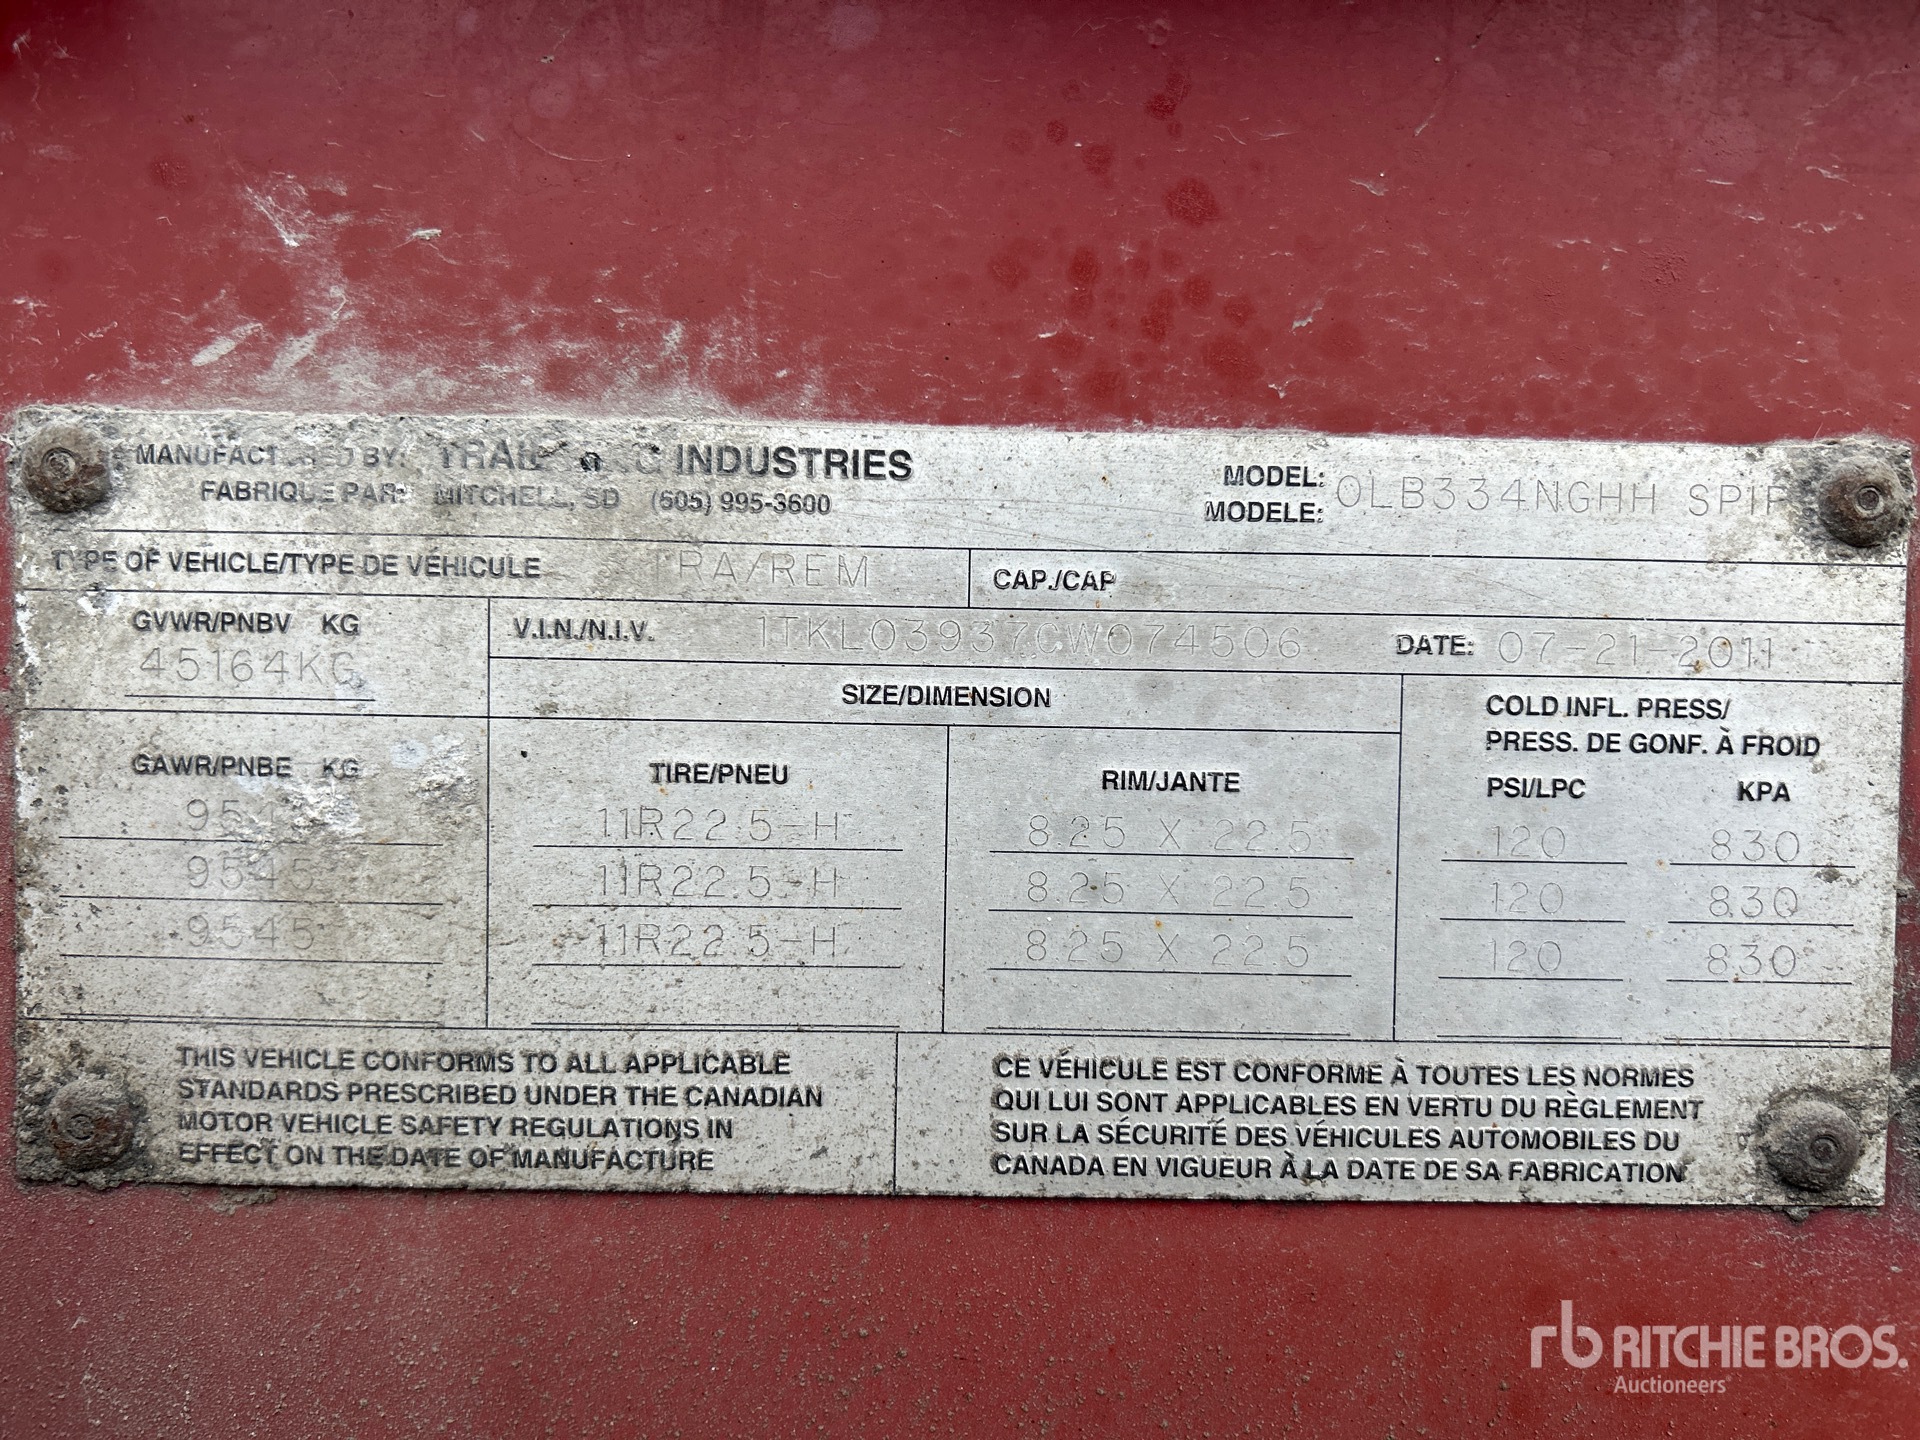 MANUFACTURED BY: TRAIL KING INDUSTRIES
FABRIQUE PAR: MITCHELL, SD (605) 995-3600
MODEL:
MODELE: OLB334NGHH SPIF
TYPE OF VEHICLE/TYPE DE VÉHICULE TRA/REM CAP./CAP
GVWR/PNBV KG V.I.N./N.I.V. 1TKL03937CW074506 DATE: 07-21-2011
45164KG
SIZE/DIMENSION COLD INFL. PRESS/
PRESS. DE GONF. À FROID
GAWR/PNBE KG TIRE/PNEU RIM/JANTE PSI/LPC KPA
9545 11R22.5-H 8.25 X 22.5 120 830
9545 11R22.5-H 8.25 X 22.5 120 830
9545 11R22.5-H 8.25 X 22.5 120 830
THIS VEHICLE CONFORMS TO ALL APPLICABLE
STANDARDS PRESCRIBED UNDER THE CANADIAN
MOTOR VEHICLE SAFETY REGULATIONS IN
EFFECT ON THE DATE OF MANUFACTURE
CE VÉHICULE EST CONFORME À TOUTES LES NORMES
QUI LUI SONT APPLICABLES EN VERTU DU RÈGLEMENT
SUR LA SÉCURITÉ DES VÉHICULES AUTOMOBILES DU
CANADA EN VIGUEUR À LA DATE DE SA FABRICATION
rb RITCHIE BROS.
Auctioneers